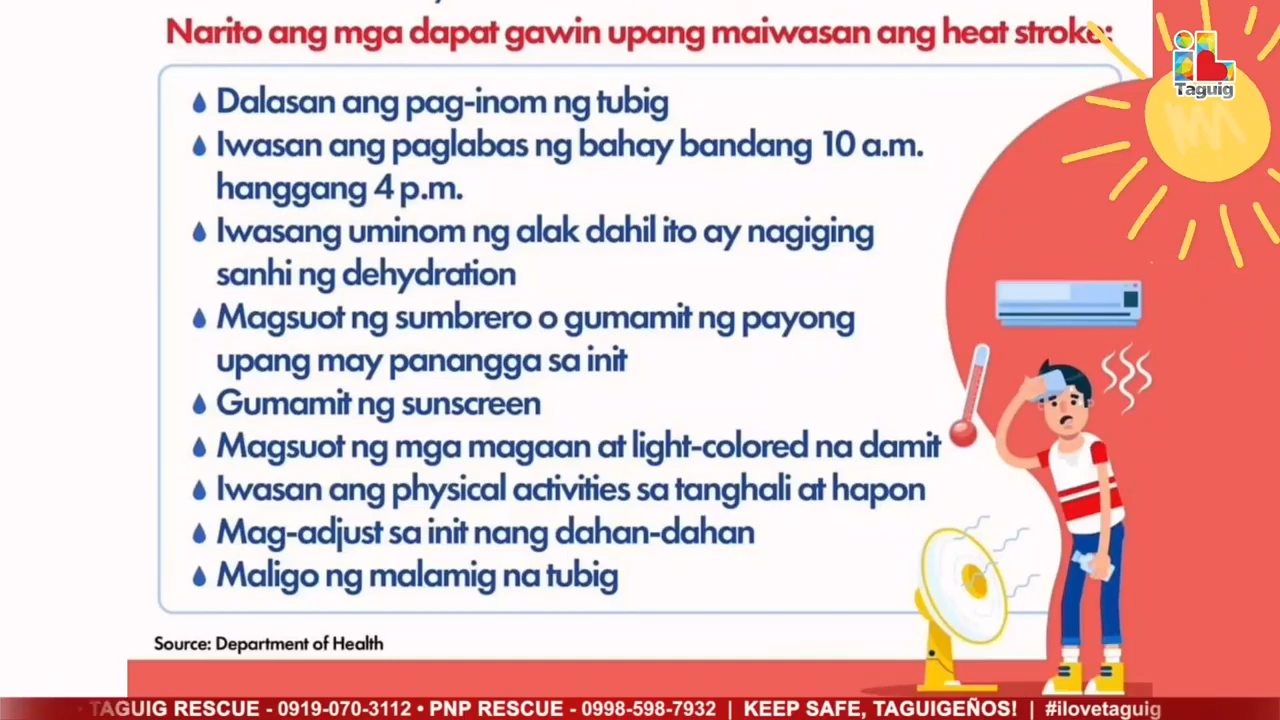 Narito ang mga dapat gawin upang maiwasan ang heat stroke:
Taguig
Dalasan ang pag-inom ng tubig
Iwasan ang paglabas ng bahay bandang 10 a.m.
hanggang 4 p.m.
Iwasang uminom ng alak dahil ito ay nagiging
sanhi ng dehydration
Magsuot ng sumbrero o gumamit ng payong
upang may panangga sa init
Gumamit ng sunscreen
Magsuot ng mga magaan at light-colored na damit
Iwasan ang physical activities sa tanghali at hapon
Mag-adjust sa init nang dahan-dahan
Maligo ng malamig na tubig
Source: Department of Health
TAGUIG RESCUE - 0919-070-3112 • PNP RESCUE - 0998-598-7932 | KEEP SAFE, TAGUIGEÑOS! | #ilovetaguig